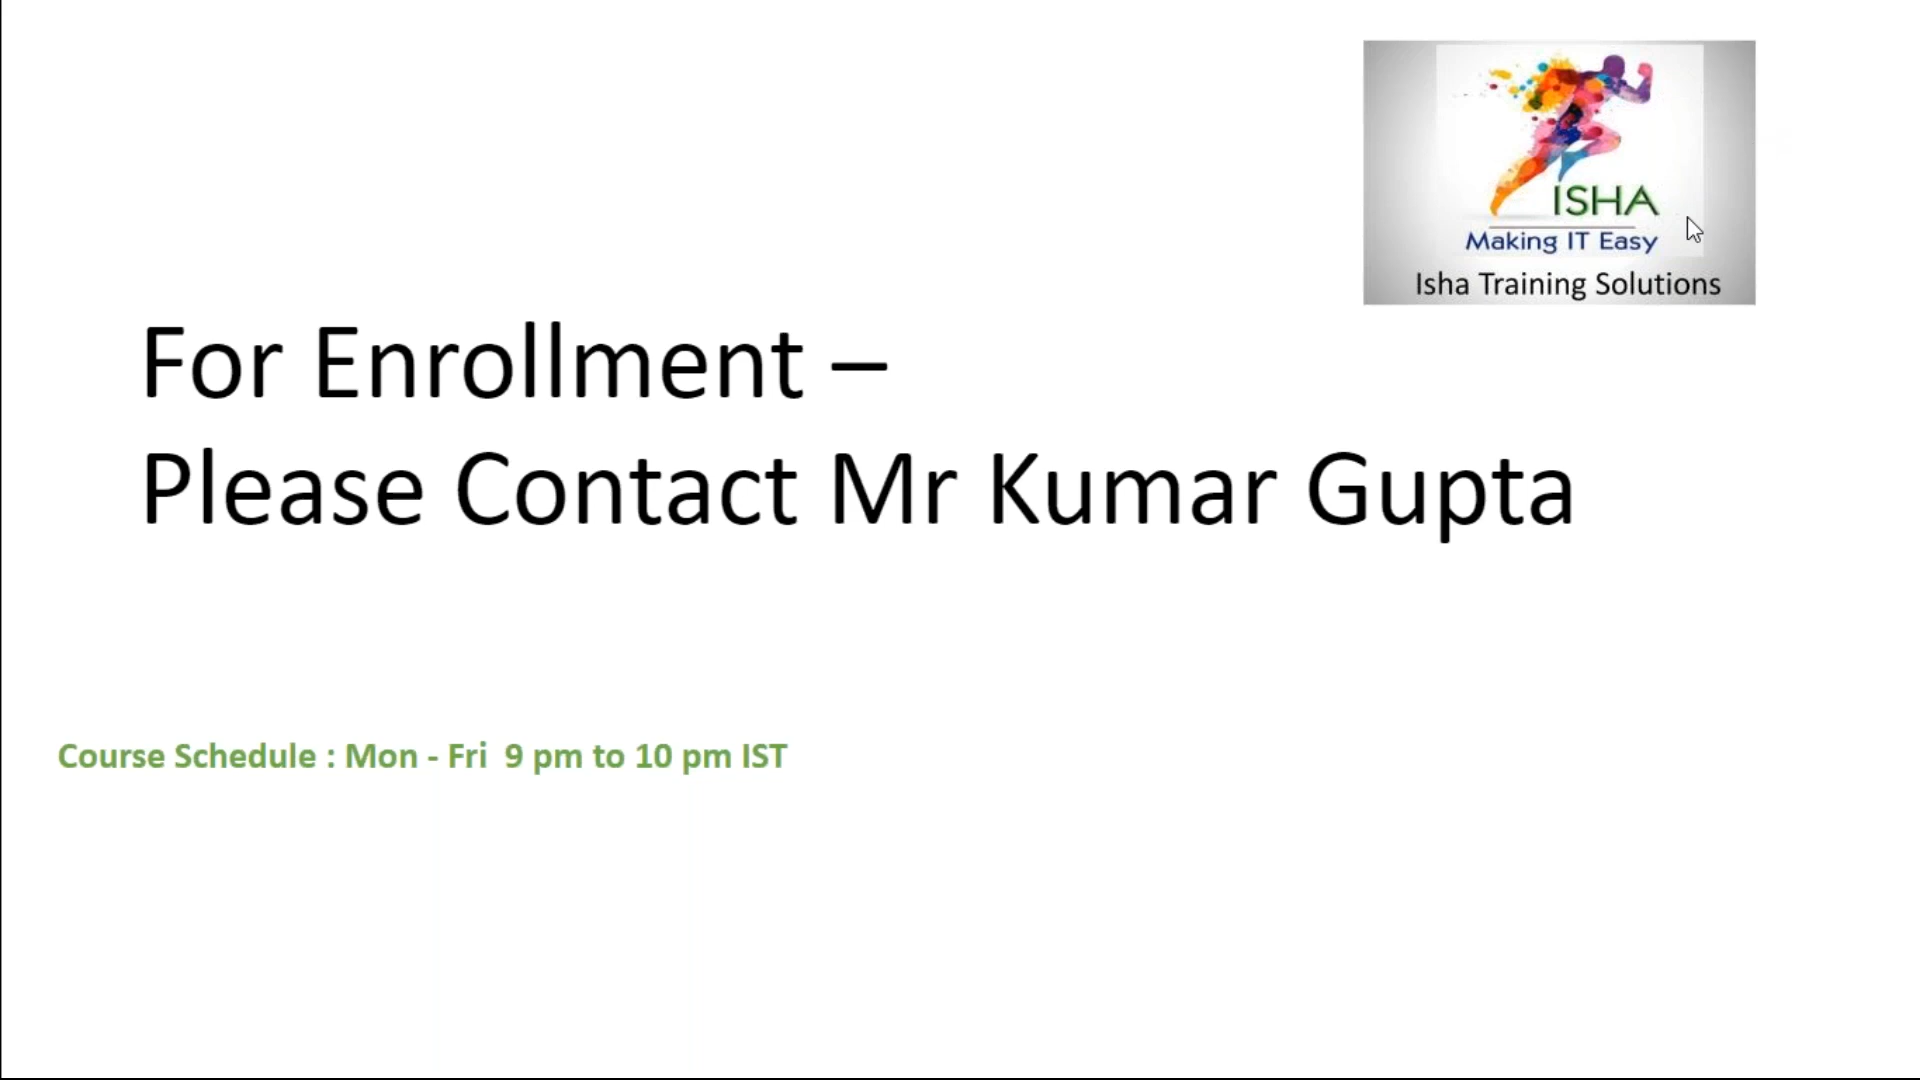 ISHA
Making IT Easy
Isha Training Solutions
For Enrollment –
Please Contact Mr Kumar Gupta
Course Schedule : Mon - Fri  9 pm to 10 pm IST